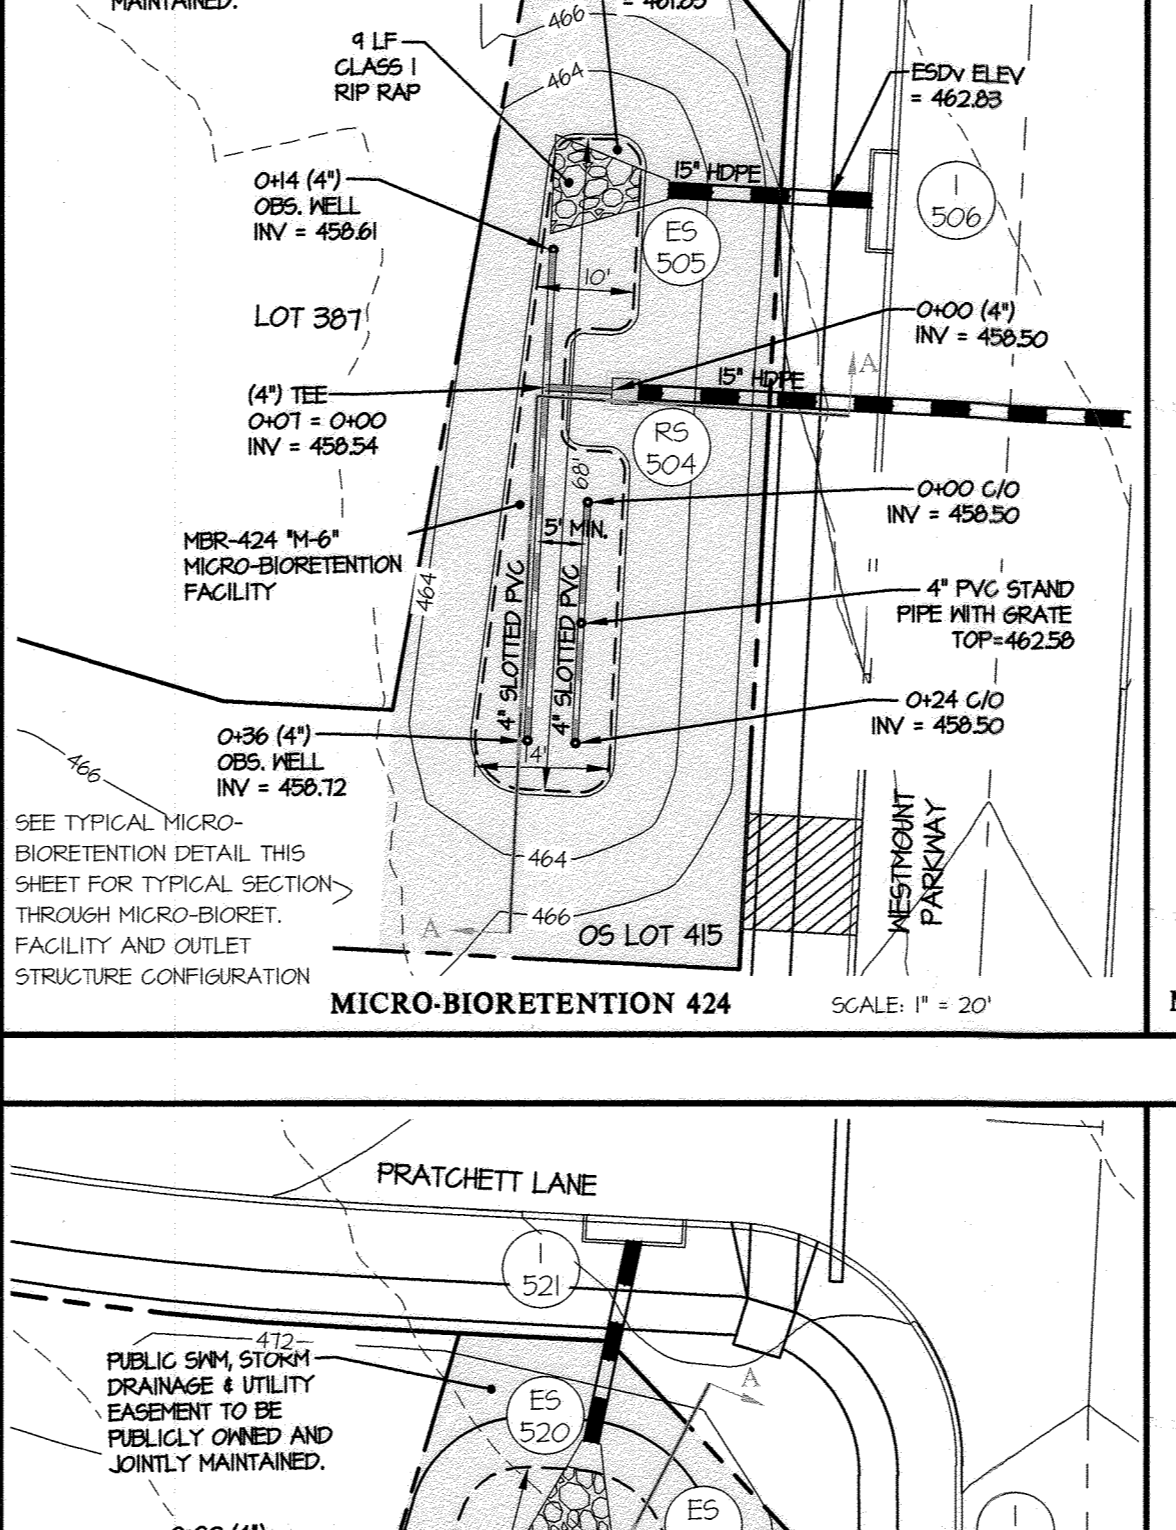 MAINTAINED.
= 461.83
466
464
9 LF
CLASS I
RIP RAP
ESDv ELEV
= 462.83
15" HDPE
I
506
0+14 (4")
OBS. WELL
INV = 458.61
ES
505
10'
LOT 387
0+00 (4")
INV = 458.50
A
15" HDPE
(4") TEE
0+07 = 0+00
INV = 458.54
RS
504
68'
0+00 C/O
INV = 458.50
5' MIN.
MBR-424 "M-6"
MICRO-BIORETENTION
FACILITY
464
4" SLOTTED PVC
4" SLOTTED PVC
4" PVC STAND
PIPE WITH GRATE
TOP=462.58
0+24 C/O
INV = 458.50
0+36 (4")
OBS. WELL
INV = 458.72
466
SEE TYPICAL MICRO-
BIORETENTION DETAIL THIS
SHEET FOR TYPICAL SECTION
THROUGH MICRO-BIORET.
FACILITY AND OUTLET
STRUCTURE CONFIGURATION
464
466
A
OS LOT 415
WESTMOUNT
PARKWAY
MICRO-BIORETENTION 424
SCALE: 1" = 20'
PRATCHETT LANE
I
521
472
PUBLIC SWM, STORM
DRAINAGE & UTILITY
EASEMENT TO BE
PUBLICLY OWNED AND
JOINTLY MAINTAINED.
A
ES
520
ES
I